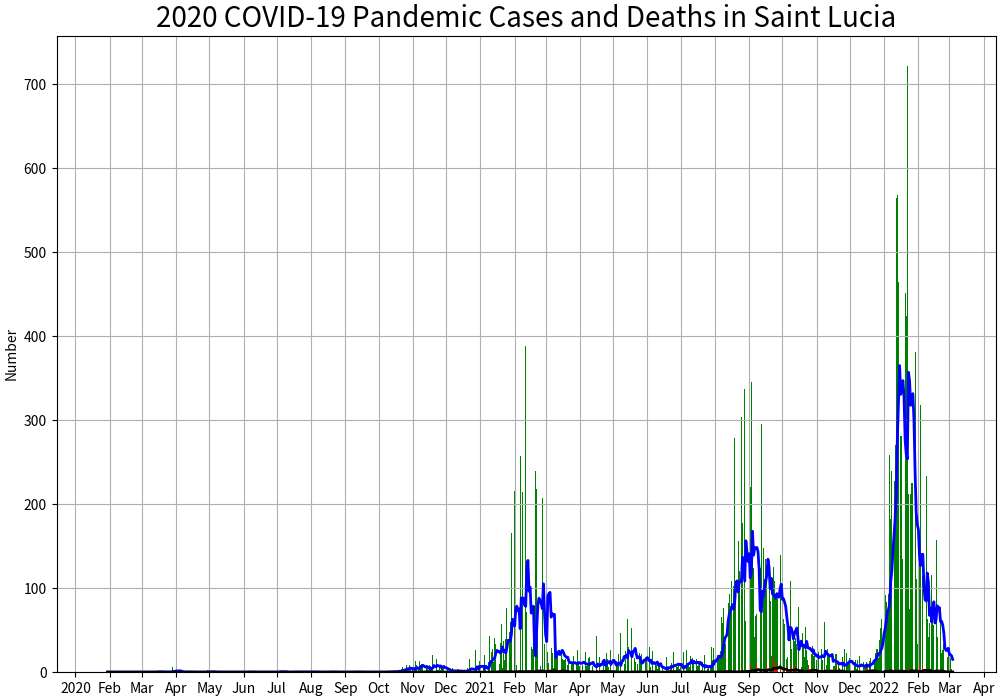 2020 COVID-19 Pandemic Cases and Deaths in Saint Lucia
700
600
500
400
300
200
100
0
Number
2020 Feb Mar Apr May Jun Jul Aug Sep Oct Nov Dec 2021 Feb Mar Apr May Jun Jul Aug Sep Oct Nov Dec 2022 Feb Mar Apr